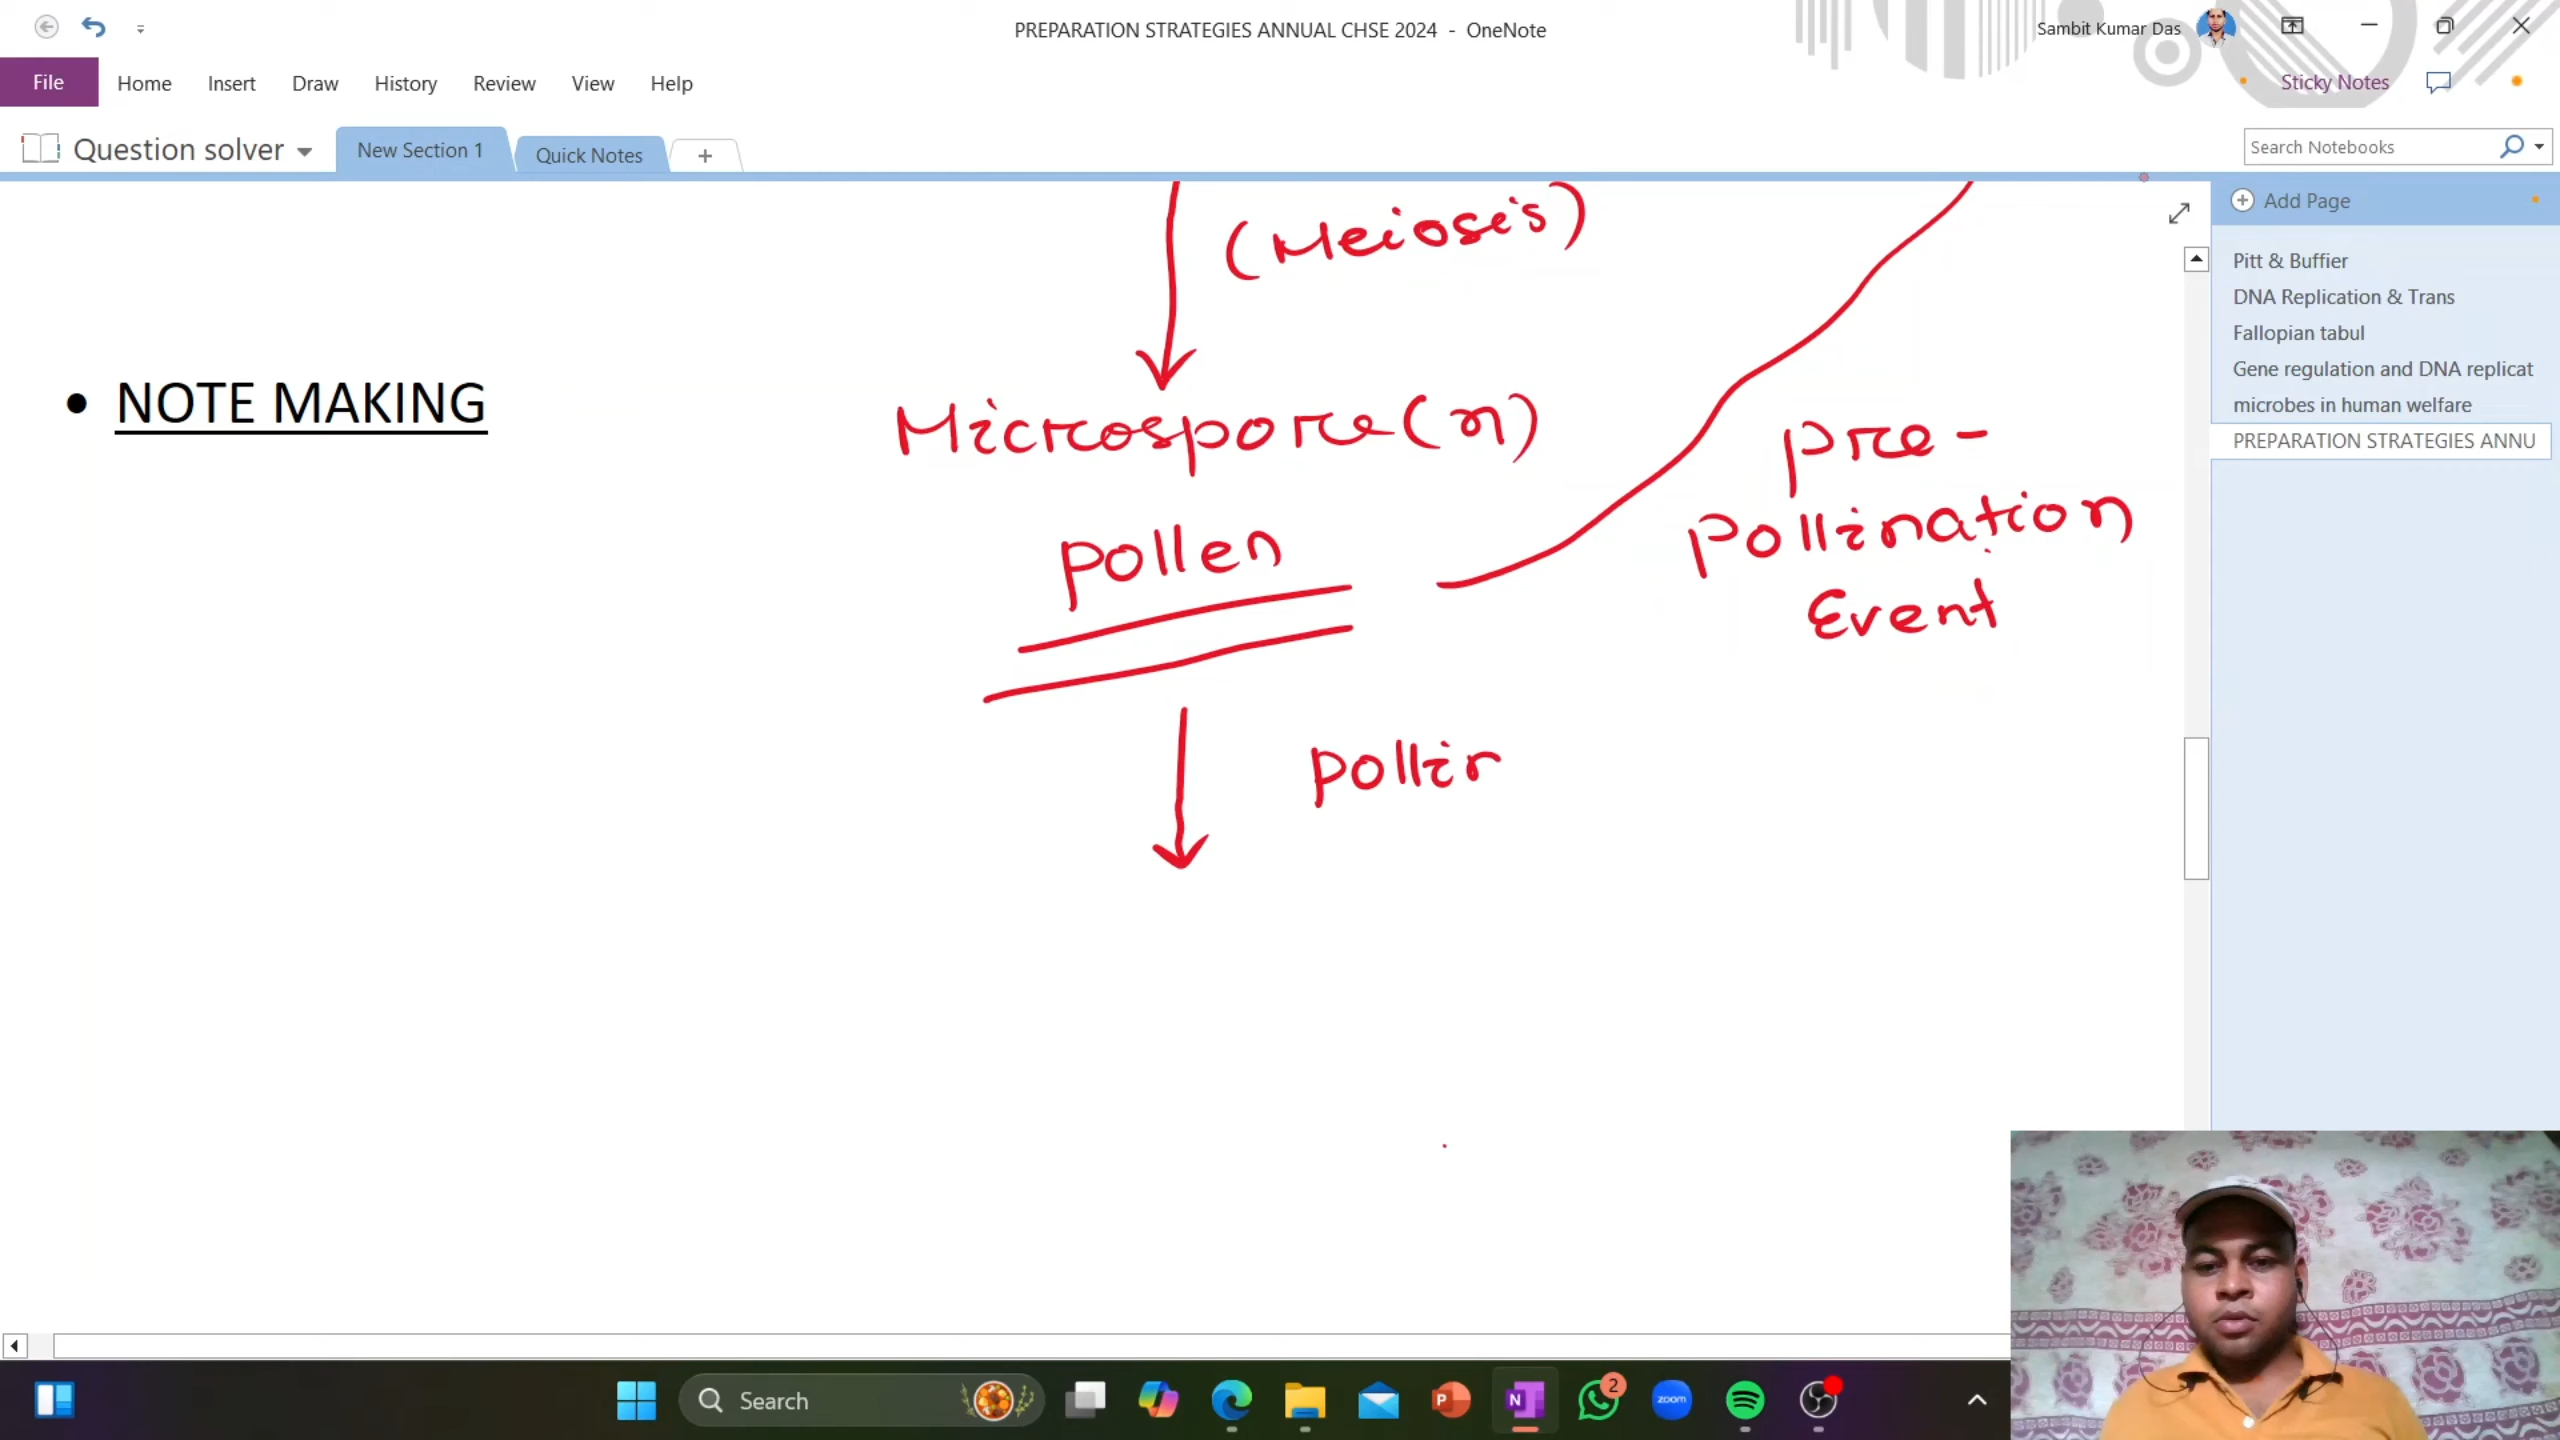 PREPARATION STRATEGIES ANNUAL CHSE 2024 - OneNote
Sambit Kumar Das
File Home Insert Draw History Review View Help
Sticky Notes
Question solver
New Section 1
Quick Notes
Search Notebooks
Add Page
Pitt & Buffier
DNA Replication & Trans
Fallopian tabul
Gene regulation and DNA replicat
microbes in human welfare
PREPARATION STRATEGIES ANNU
(Meiosis)
• NOTE MAKING
Microspore (n)
pollen
pre-
pollination
Event
pollin
Search
2
zoom